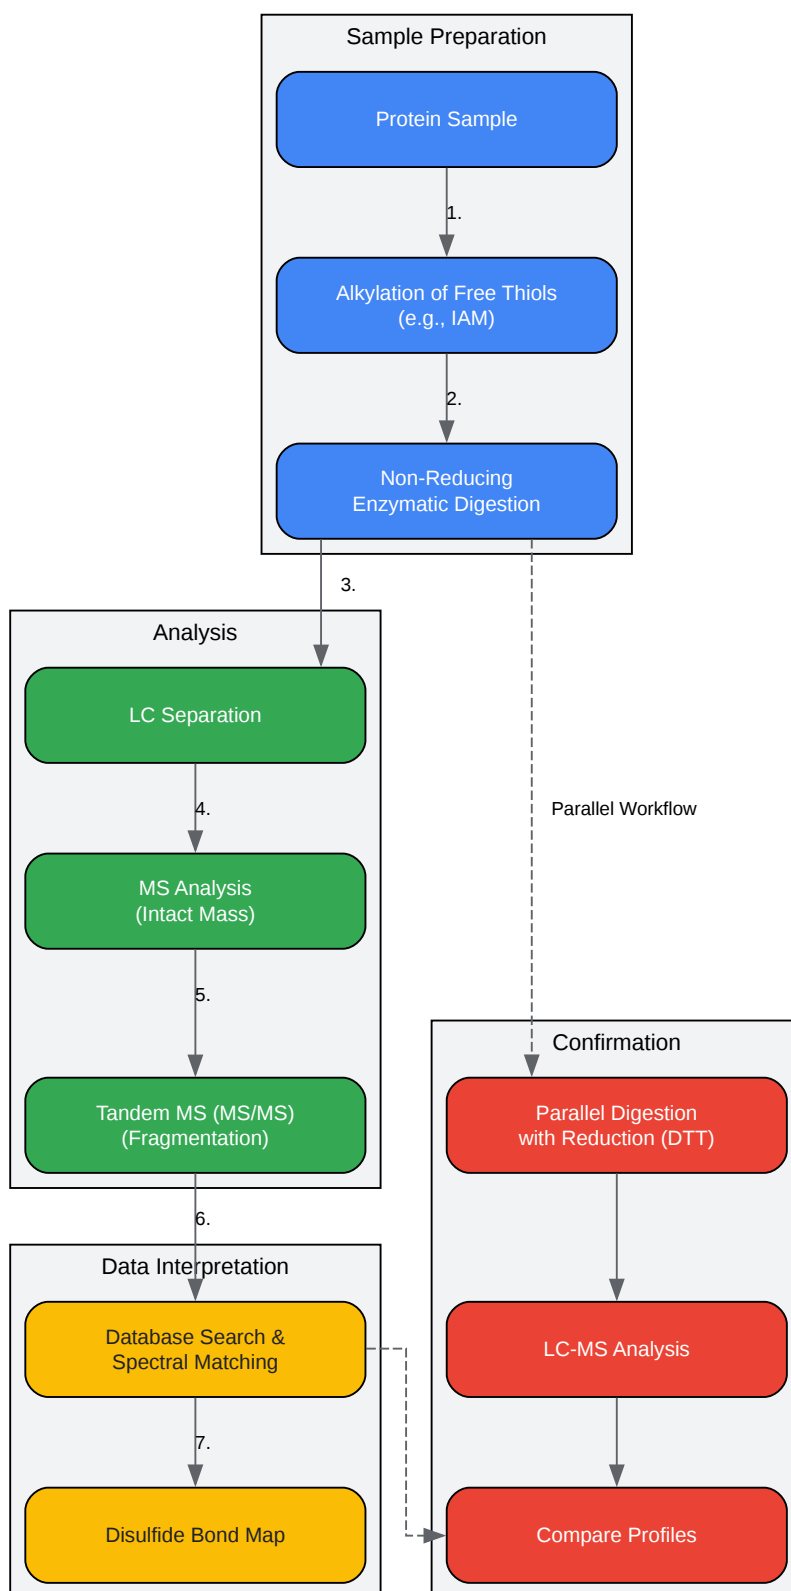 Sample Preparation
Protein Sample
1.
Alkylation of Free Thiols
(e.g., IAM)
2.
Non-Reducing
Enzymatic Digestion
3.
Analysis
LC Separation
4.
Parallel Workflow
MS Analysis
(Intact Mass)
5.
Confirmation
Tandem MS (MS/MS)
(Fragmentation)
Parallel Digestion
with Reduction (DTT)
6.
Data Interpretation
Database Search &
Spectral Matching
LC-MS Analysis
7.
Disulfide Bond Map
Compare Profiles